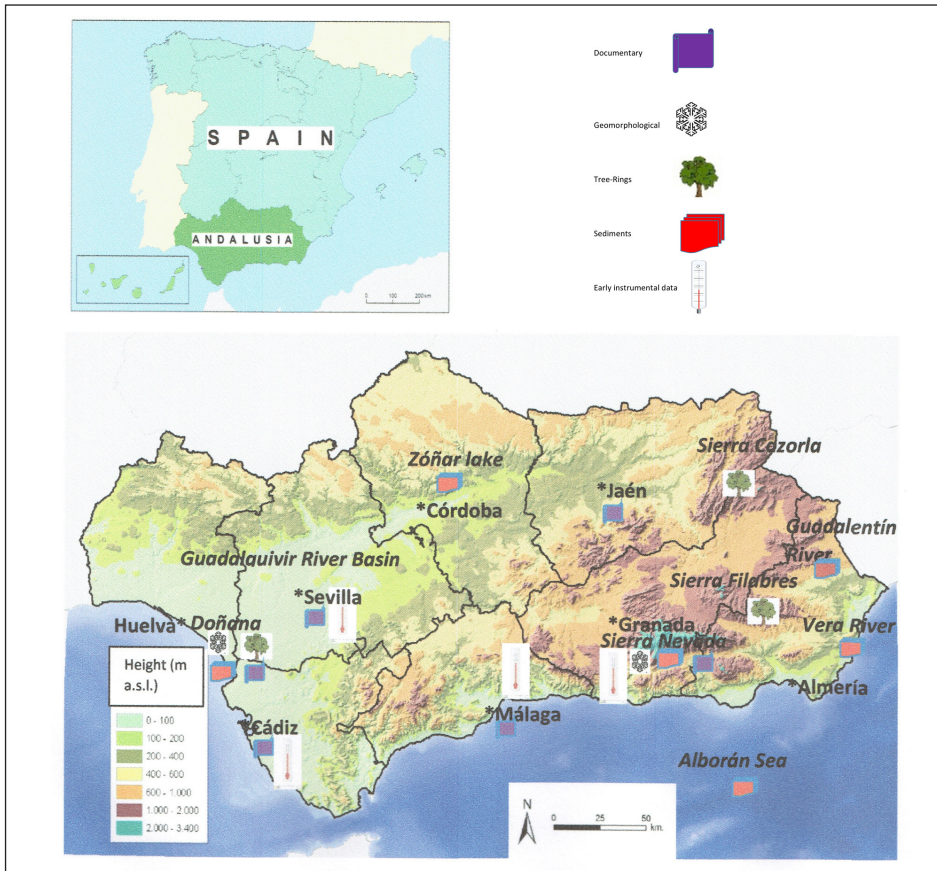 SPAIN
ANDALUSIA
0 100 200km
Documentary
Geomorphological
Tree-Rings
Sediments
Early instrumental data
Sierra Cazorla
Zóñar lake
*Jaén
*Córdoba
Guadalentín
River
Guadalquivir River Basin
Sierra Filabres
*Sevilla
Huelva* Doñana
*Granada
Vera River
Sierra Nevada
Height (m
a.s.l.)
*Almería
*Málaga
*Cádiz
0 - 100
100 - 200
200 - 400
400 - 600
600 - 1.000
1.000 - 2.000
2.000 - 3.400
Alborán Sea
N
0 25 50
km.